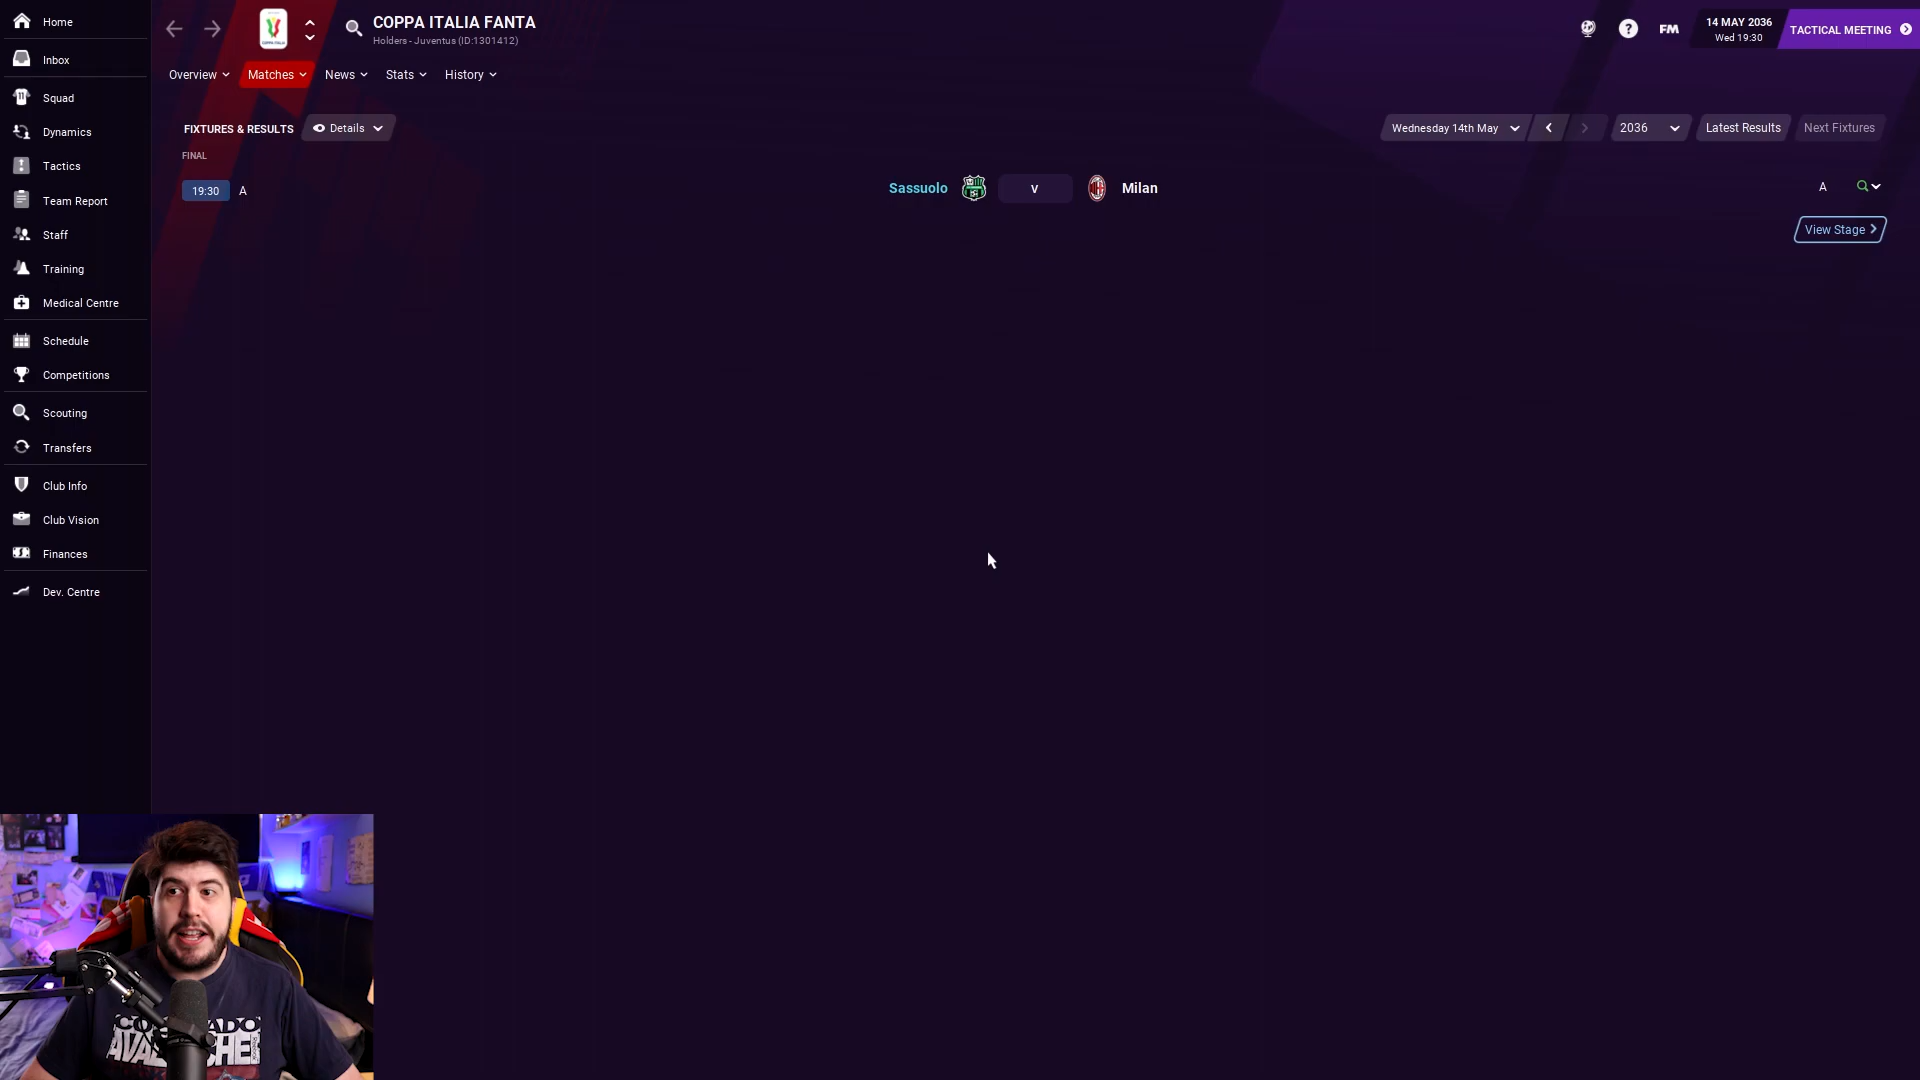 Home
Inbox
Squad
Dynamics
Tactics
Team Report
Staff
Training
Medical Centre
Schedule
Competitions
Scouting
Transfers
Club Info
Club Vision
Finances
Dev. Centre
COPPA ITALIA FANTA
Holders - Juventus (ID:1301412)
FM
14 MAY 2036
Wed 19:30
TACTICAL MEETING
Overview Matches News Stats History
FIXTURES & RESULTS Details
Wednesday 14th May 2036 Latest Results Next Fixtures
FINAL
19:30 A Sassuolo v Milan A
View Stage